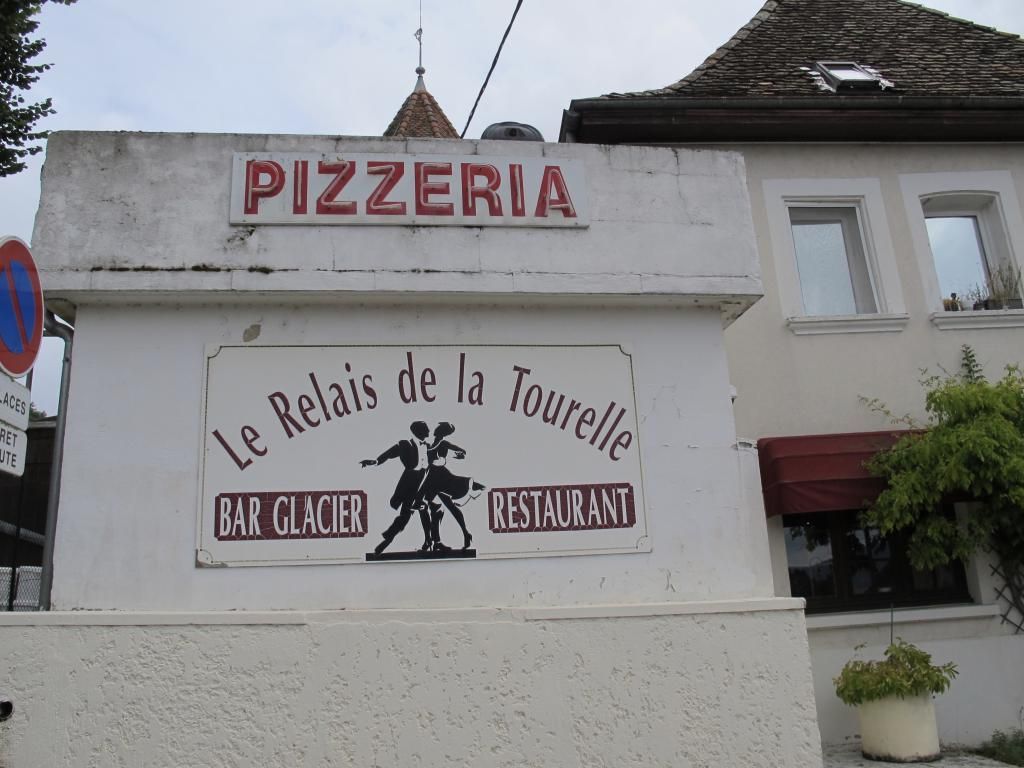 PIZZERIA
Le Relais de la Tourelle
BAR GLACIER
RESTAURANT